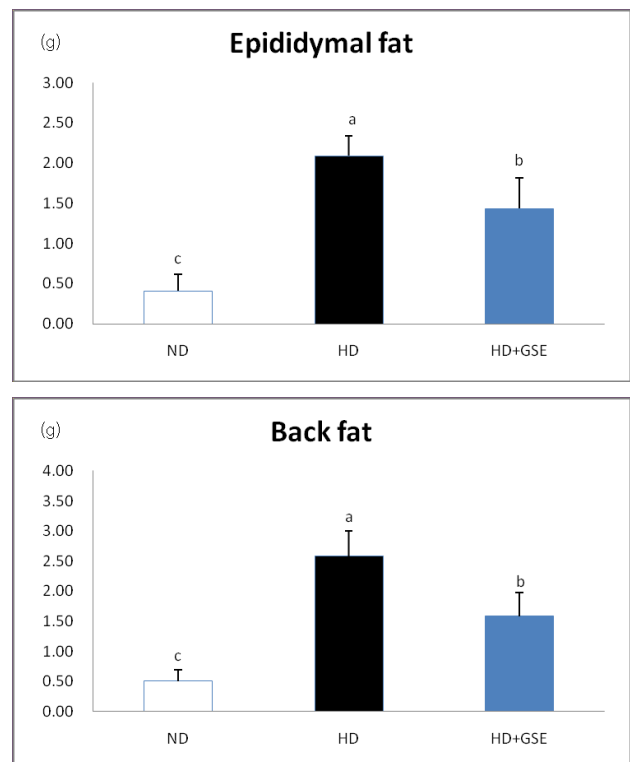 (g)
Epididymal fat
3.00
2.50
2.00
1.50
1.00
0.50
0.00
c
a
b
ND HD HD+GSE
(g)
Back fat
4.00
3.50
3.00
2.50
2.00
1.50
1.00
0.50
0.00
c
a
b
ND HD HD+GSE